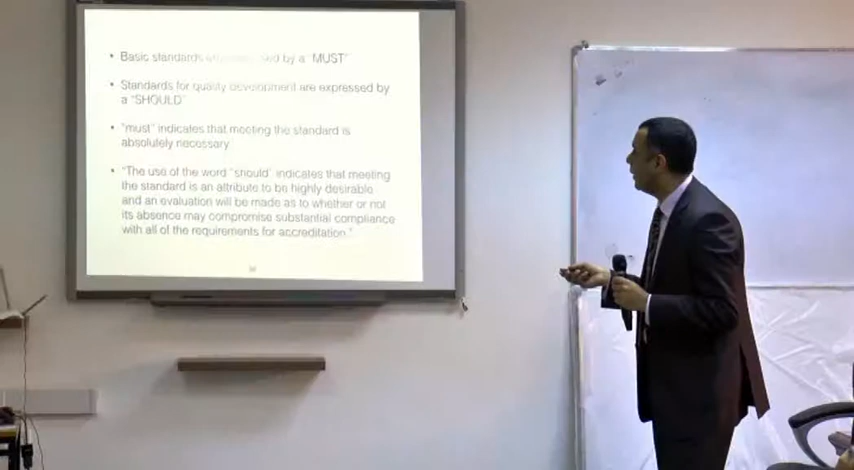 • Basic standards are expressed by a "MUST"
• Standards for quality development are expressed by
a "SHOULD"
• "must" indicates that meeting the standard is
absolutely necessary
• "The use of the word "should" indicates that meeting
the standard is an attribute to be highly desirable
and an evaluation will be made as to whether or not
its absence may compromise substantial compliance
with all of the requirements for accreditation."